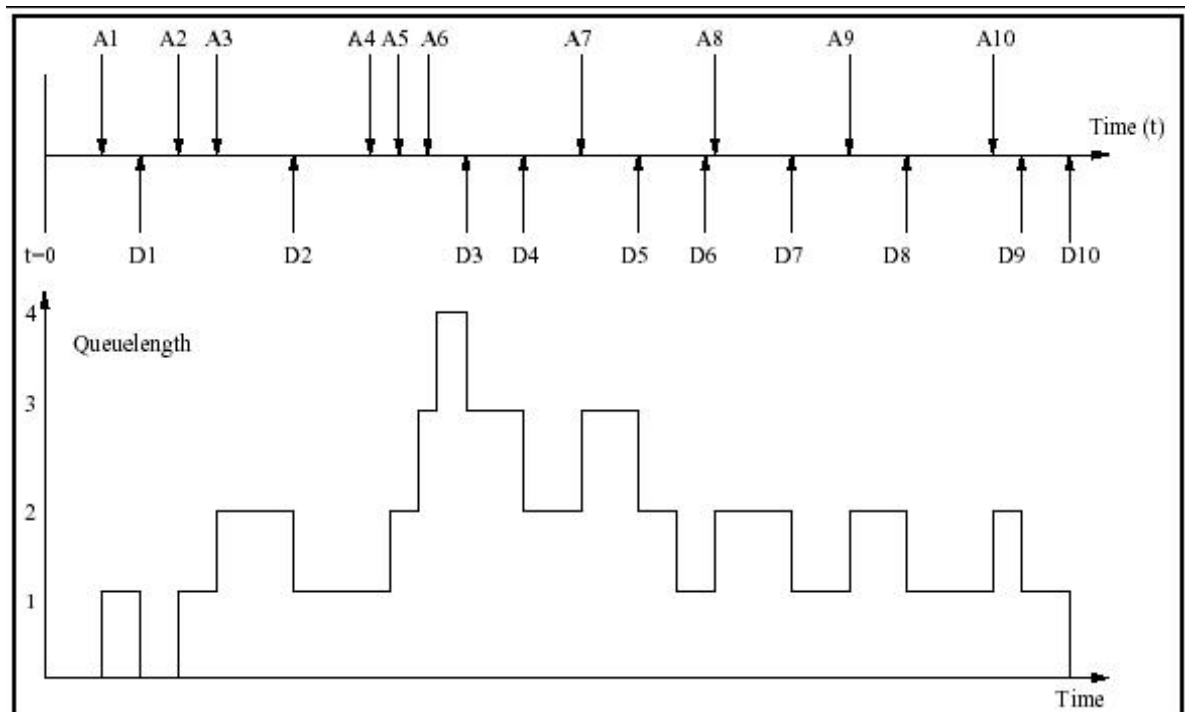 A1 A2 A3 A4 A5 A6 A7 A8 A9 A10
Time (t)
t=0 D1 D2 D3 D4 D5 D6 D7 D8 D9 D10
4
Queuelength
3
2
1
Time